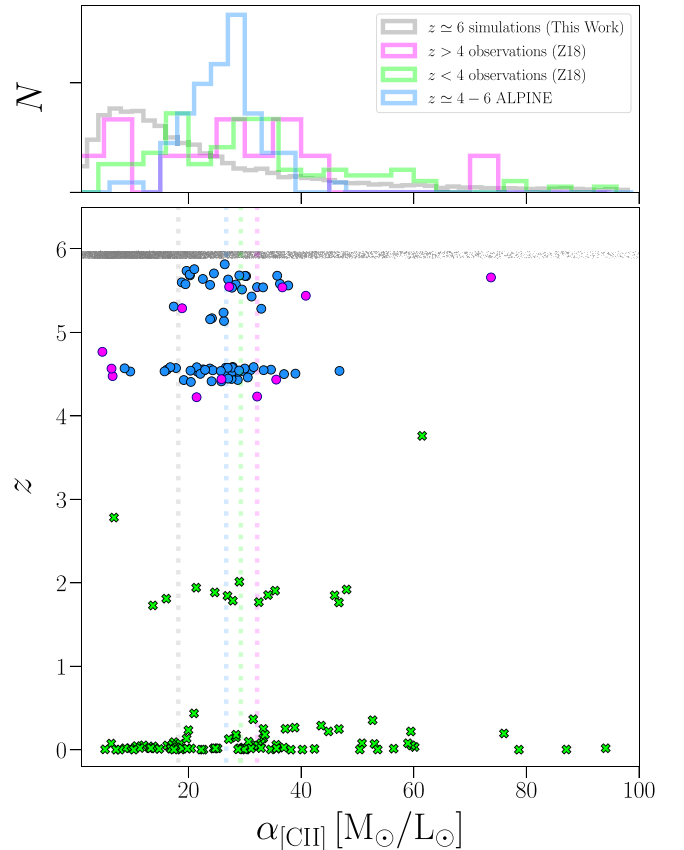 N
z ≃ 6 simulations (This Work)
z > 4 observations (Z18)
z < 4 observations (Z18)
z ≃ 4 − 6 ALPINE
6
5
4
3
2
1
0
z
20 40 60 80 100
α[CII] [M⊙/L⊙]